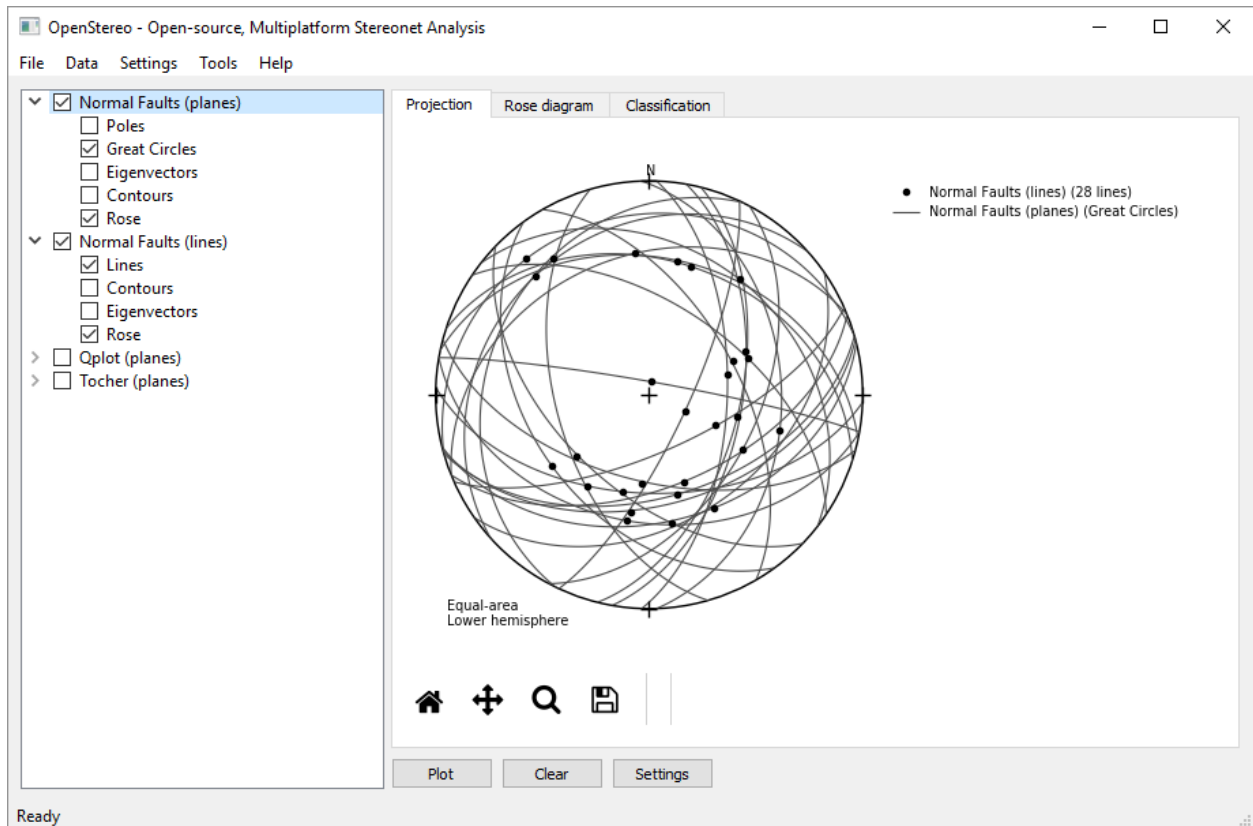 OpenStereo - Open-source, Multiplatform Stereonet Analysis
File Data Settings Tools Help
Normal Faults (planes)
Poles
Great Circles
Eigenvectors
Contours
Rose
Normal Faults (lines)
Lines
Contours
Eigenvectors
Rose
Qplot (planes)
Tocher (planes)
Projection Rose diagram Classification
N
Normal Faults (lines) (28 lines)
Normal Faults (planes) (Great Circles)
Equal-area
Lower hemisphere
Plot Clear Settings
Ready